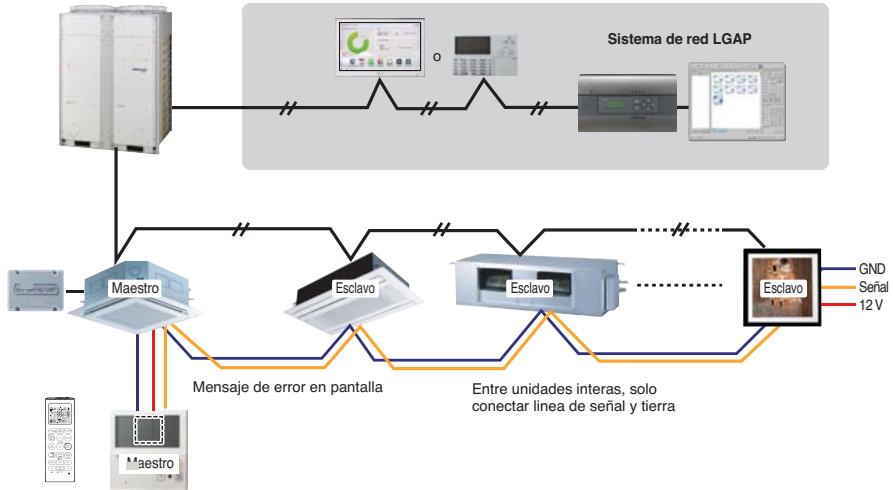 Sistema de red LGAP
o
Maestro
Esclavo
Esclavo
Esclavo
GND
Señal
12 V
Mensaje de error en pantalla
Entre unidades interas, solo
conectar linea de señal y tierra
Maestro